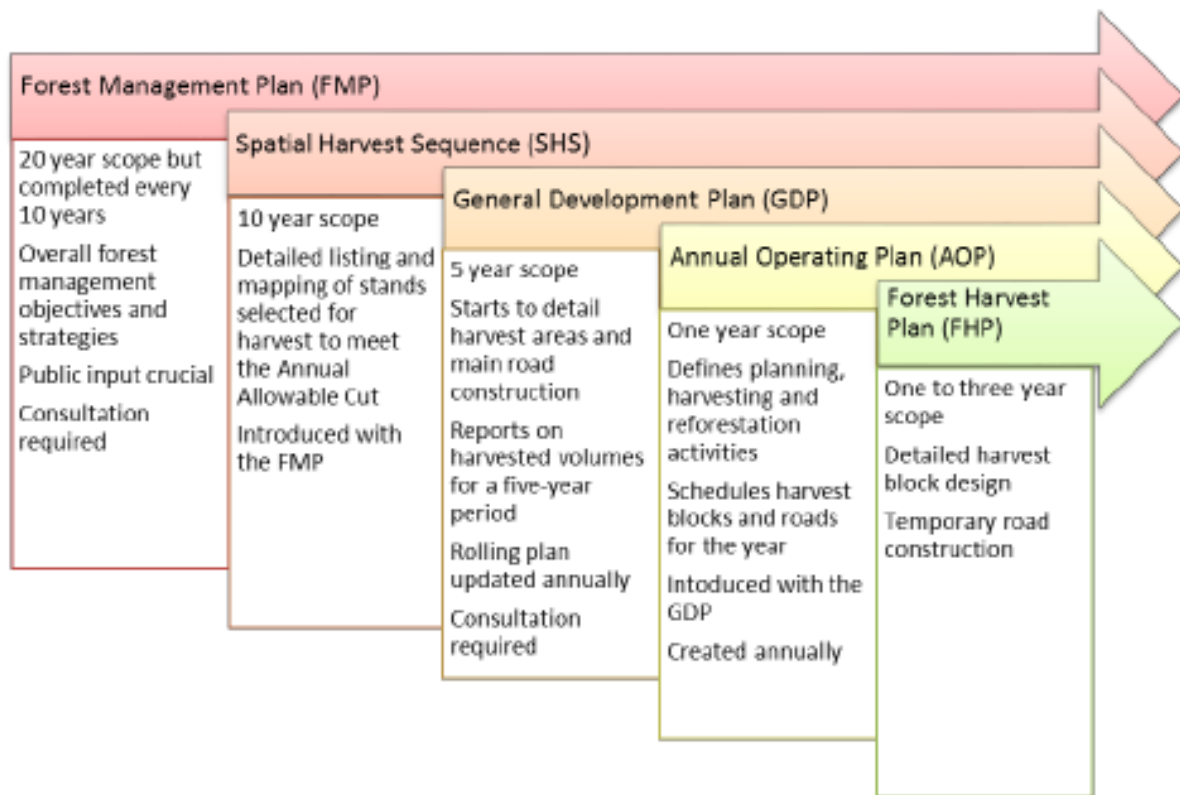 Forest Management Plan (FMP)
20 year scope but
completed every
10 years
Overall forest
management
objectives and
strategies
Public input crucial
Consultation
required
Spatial Harvest Sequence (SHS)
10 year scope
Detailed listing and
mapping of stands
selected for
harvest to meet
the Annual
Allowable Cut
Introduced with
the FMP
General Development Plan (GDP)
5 year scope
Starts to detail
harvest areas and
main road
construction
Reports on
harvested volumes
for a five-year
period
Rolling plan
updated annually
Consultation
required
Annual Operating Plan (AOP)
One year scope
Defines planning,
harvesting and
reforestation
activities
Schedules harvest
blocks and roads
for the year
Intoduced with the
GDP
Created annually
Forest Harvest
Plan (FHP)
One to three year
scope
Detailed harvest
block design
Temporary road
construction